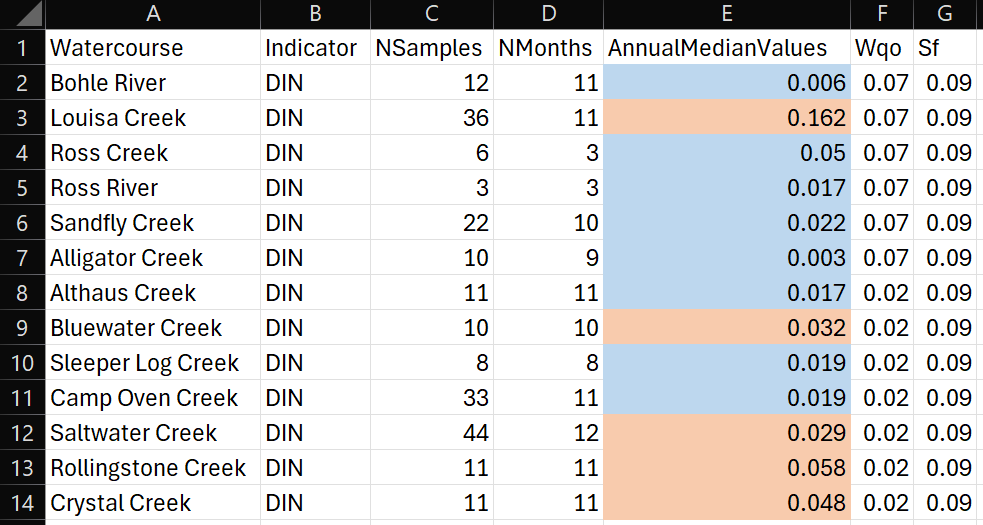 A B C D E F G
1 Watercourse Indicator NSamples NMonths AnnualMedianValues Wqo Sf
2 Bohle River DIN 12 11 0.006 0.07 0.09
3 Louisa Creek DIN 36 11 0.162 0.07 0.09
4 Ross Creek DIN 6 3 0.05 0.07 0.09
5 Ross River DIN 3 3 0.017 0.07 0.09
6 Sandfly Creek DIN 22 10 0.022 0.07 0.09
7 Alligator Creek DIN 10 9 0.003 0.07 0.09
8 Althaus Creek DIN 11 11 0.017 0.02 0.09
9 Bluewater Creek DIN 10 10 0.032 0.02 0.09
10 Sleeper Log Creek DIN 8 8 0.019 0.02 0.09
11 Camp Oven Creek DIN 33 11 0.019 0.02 0.09
12 Saltwater Creek DIN 44 12 0.029 0.02 0.09
13 Rollingstone Creek DIN 11 11 0.058 0.02 0.09
14 Crystal Creek DIN 11 11 0.048 0.02 0.09